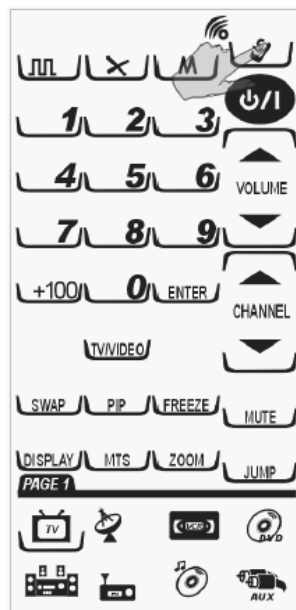 M
⏻/I
1 2 3
4 5 6
VOLUME
7 8 9
+100 0 ENTER
CHANNEL
TV/VIDEO
SWAP PIP FREEZE
MUTE
DISPLAY MTS ZOOM
JUMP
PAGE 1
TV VCR DVD
AUX